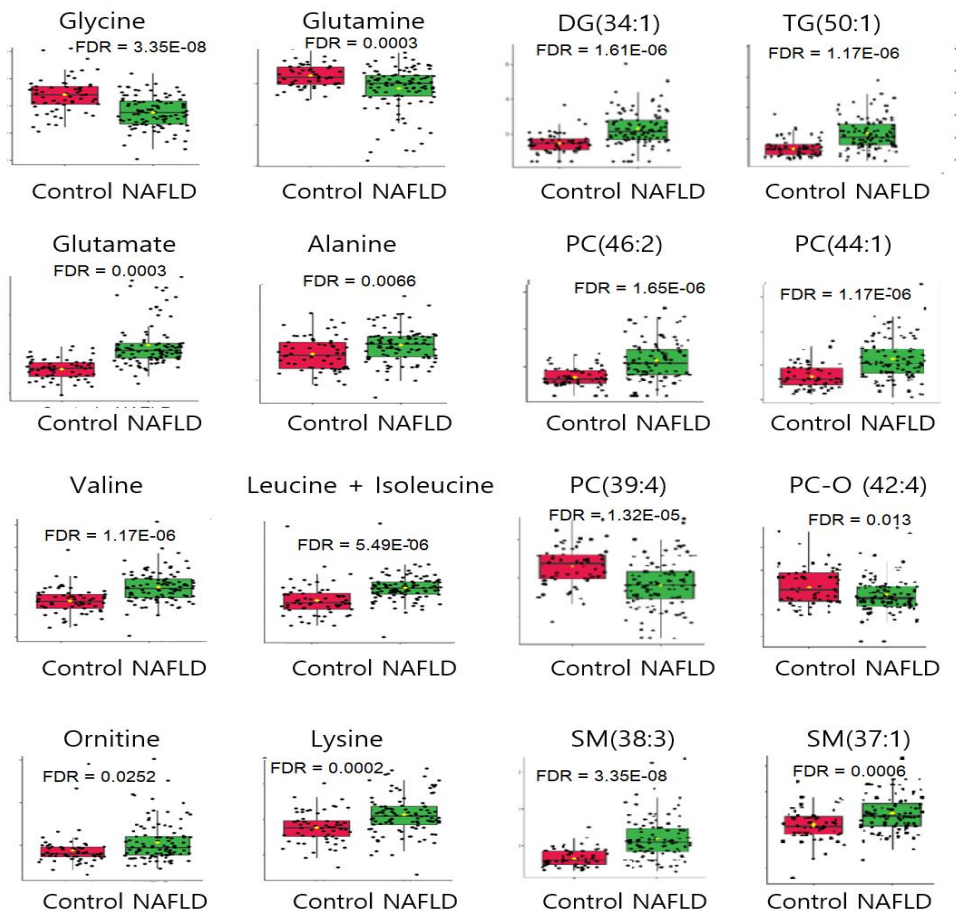 Glycine
FDR = 3.35E-08
Control NAFLD
Glutamine
FDR = 0.0003
Control NAFLD
DG(34:1)
FDR = 1.61E-06
Control NAFLD
TG(50:1)
FDR = 1.17E-06
Control NAFLD
Glutamate
FDR = 0.0003
Control NAFLD
Alanine
FDR = 0.0066
Control NAFLD
PC(46:2)
FDR = 1.65E-06
Control NAFLD
PC(44:1)
FDR = 1.17E-06
Control NAFLD
Valine
FDR = 1.17E-06
Control NAFLD
Leucine + Isoleucine
FDR = 5.49E-06
Control NAFLD
PC(39:4)
FDR = 1.32E-05
Control NAFLD
PC-O (42:4)
FDR = 0.013
Control NAFLD
Ornitine
FDR = 0.0252
Control NAFLD
Lysine
FDR = 0.0002
Control NAFLD
SM(38:3)
FDR = 3.35E-08
Control NAFLD
SM(37:1)
FDR = 0.0006
Control NAFLD